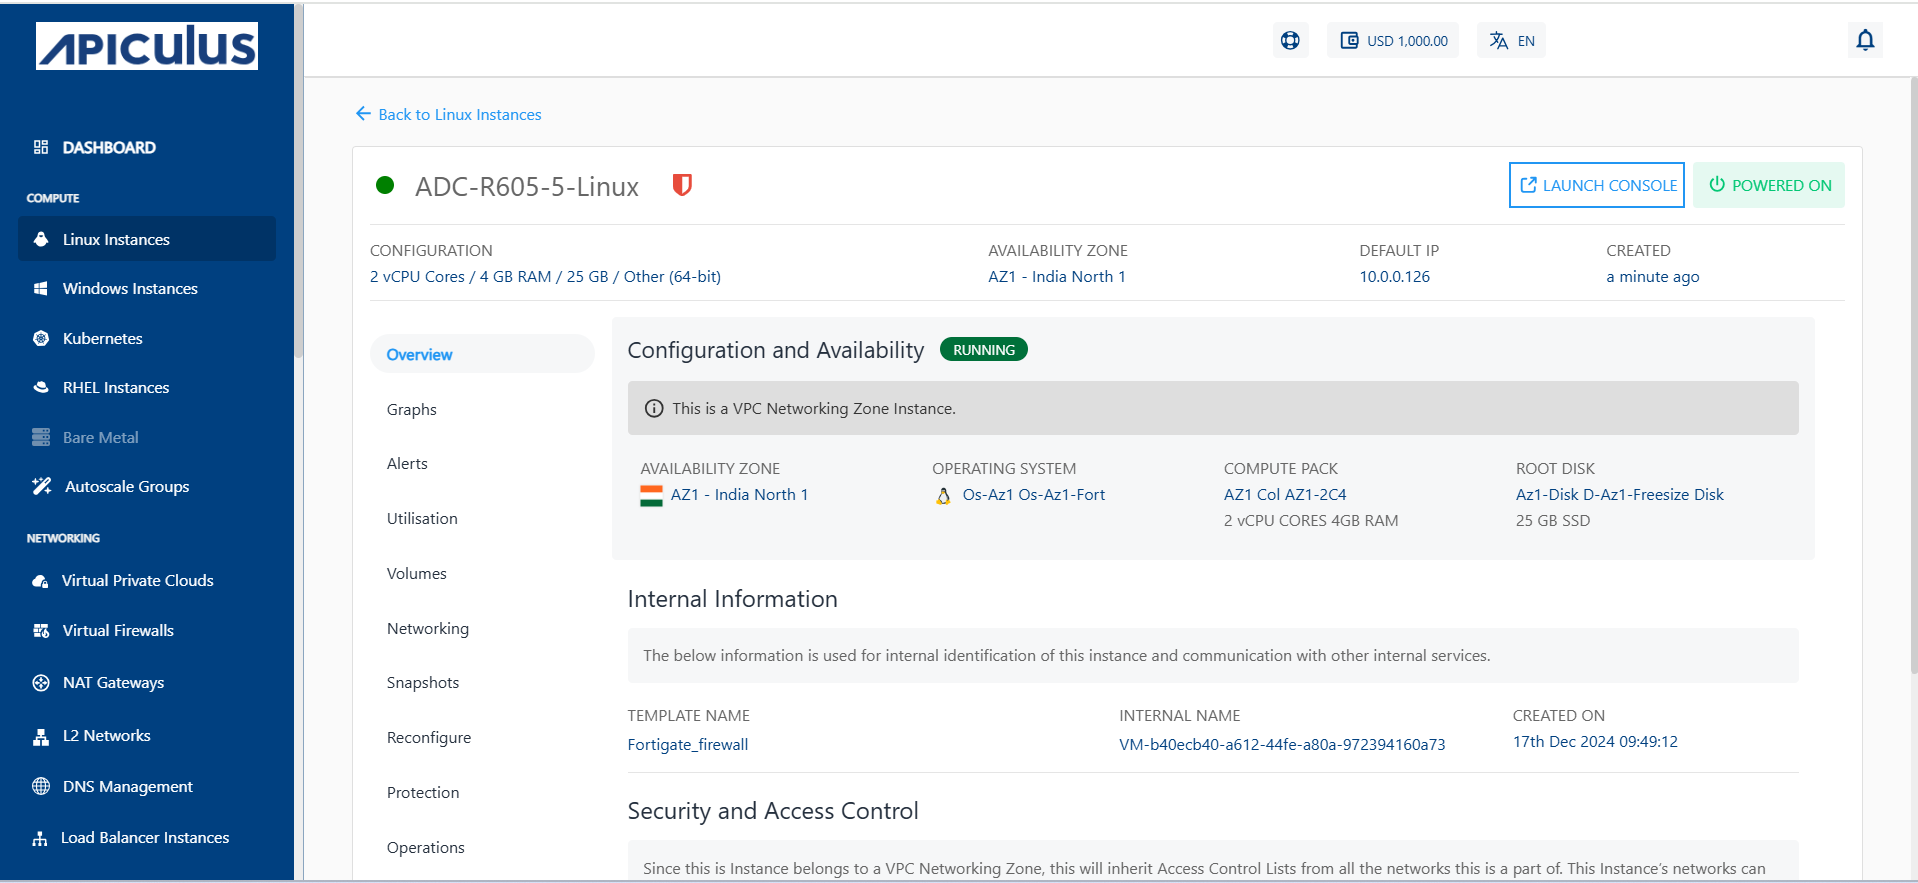 APICULUS
USD 1,000.00
EN
DASHBOARD
COMPUTE
Linux Instances
Windows Instances
Kubernetes
RHEL Instances
Bare Metal
Autoscale Groups
NETWORKING
Virtual Private Clouds
Virtual Firewalls
NAT Gateways
L2 Networks
DNS Management
Load Balancer Instances
Back to Linux Instances
ADC-R605-5-Linux
LAUNCH CONSOLE
POWERED ON
CONFIGURATION
2 vCPU Cores / 4 GB RAM / 25 GB / Other (64-bit)
AVAILABILITY ZONE
AZ1 - India North 1
DEFAULT IP
10.0.0.126
CREATED
a minute ago
Overview
Graphs
Alerts
Utilisation
Volumes
Networking
Snapshots
Reconfigure
Protection
Operations
Configuration and Availability RUNNING
This is a VPC Networking Zone Instance.
AVAILABILITY ZONE
AZ1 - India North 1
OPERATING SYSTEM
Os-Az1 Os-Az1-Fort
COMPUTE PACK
AZ1 Col AZ1-2C4
2 vCPU CORES 4GB RAM
ROOT DISK
Az1-Disk D-Az1-Freesize Disk
25 GB SSD
Internal Information
The below information is used for internal identification of this instance and communication with other internal services.
TEMPLATE NAME
Fortigate_firewall
INTERNAL NAME
VM-b40ecb40-a612-44fe-a80a-972394160a73
CREATED ON
17th Dec 2024 09:49:12
Security and Access Control
Since this is Instance belongs to a VPC Networking Zone, this will inherit Access Control Lists from all the networks this is a part of. This Instance's networks can